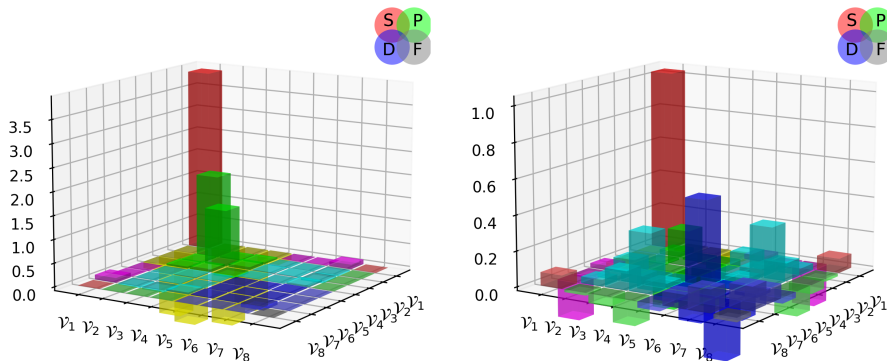 S P
D F
3.5
3.0
2.5
2.0
1.5
1.0
0.5
0.0
𝒱₁ 𝒱₂ 𝒱₃ 𝒱₄ 𝒱₅ 𝒱₆ 𝒱₇ 𝒱₈
𝒱₈ 𝒱₇ 𝒱₆ 𝒱₅ 𝒱₄ 𝒱₃ 𝒱₂ 𝒱₁
S P
D F
1.0
0.8
0.6
0.4
0.2
0.0
𝒱₁ 𝒱₂ 𝒱₃ 𝒱₄ 𝒱₅ 𝒱₆ 𝒱₇ 𝒱₈
𝒱₈ 𝒱₇ 𝒱₆ 𝒱₅ 𝒱₄ 𝒱₃ 𝒱₂ 𝒱₁